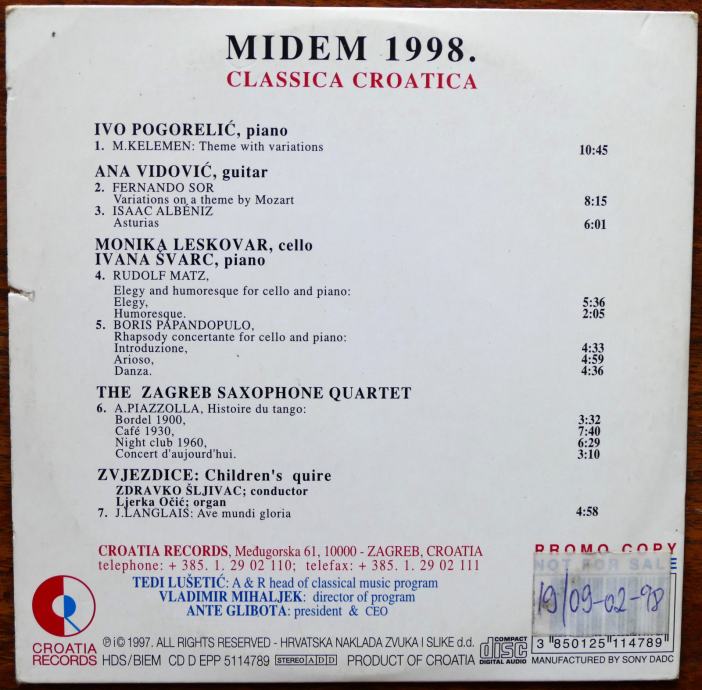 MIDEM 1998.
CLASSICA CROATICA
IVO POGORELIĆ, piano
1. M.KELEMEN: Theme with variations 10:45
ANA VIDOVIĆ, guitar
2. FERNANDO SOR
Variations on a theme by Mozart 8:15
3. ISAAC ALBÉNIZ
Asturias 6:01
MONIKA LESKOVAR, cello
IVANA ŠVARC, piano
4. RUDOLF MATZ,
Elegy and humoresque for cello and piano:
Elegy, 5:36
Humoresque. 2:05
5. BORIS PAPANDOPULO,
Rhapsody concertante for cello and piano:
Introduzione, 4:33
Arioso, 4:59
Danza. 4:36
THE ZAGREB SAXOPHONE QUARTET
6. A.PIAZZOLLA, Histoire du tango:
Bordel 1900, 3:32
Café 1930, 7:40
Night club 1960, 6:29
Concert d'aujourd'hui. 3:10
ZVJEZDICE: Children's quire
ZDRAVKO ŠLJIVAC; conductor
Ljerka Očić; organ
7. J.LANGLAIS: Ave mundi gloria 4:58
CROATIA RECORDS, Međugorska 61, 10000 - ZAGREB, CROATIA
telephone: + 385. 1. 29 02 110; telefax: + 385. 1. 29 02 111
TEDI LUŠETIĆ: A & R head of classical music program
VLADIMIR MIHALJEK: director of program
ANTE GLIBOTA: president & CEO
PROMO COPY
NOT FOR SALE
19/09-02-98
3 850125 114789
CROATIA
RECORDS
℗ i © 1997. ALL RIGHTS RESERVED - HRVATSKA NAKLADA ZVUKA I SLIKE d.d.
HDS/BIEM CD D EPP 5114789 STEREO ADD PRODUCT OF CROATIA
COMPACT
disc
DIGITAL AUDIO
MANUFACTURED BY SONY DADC